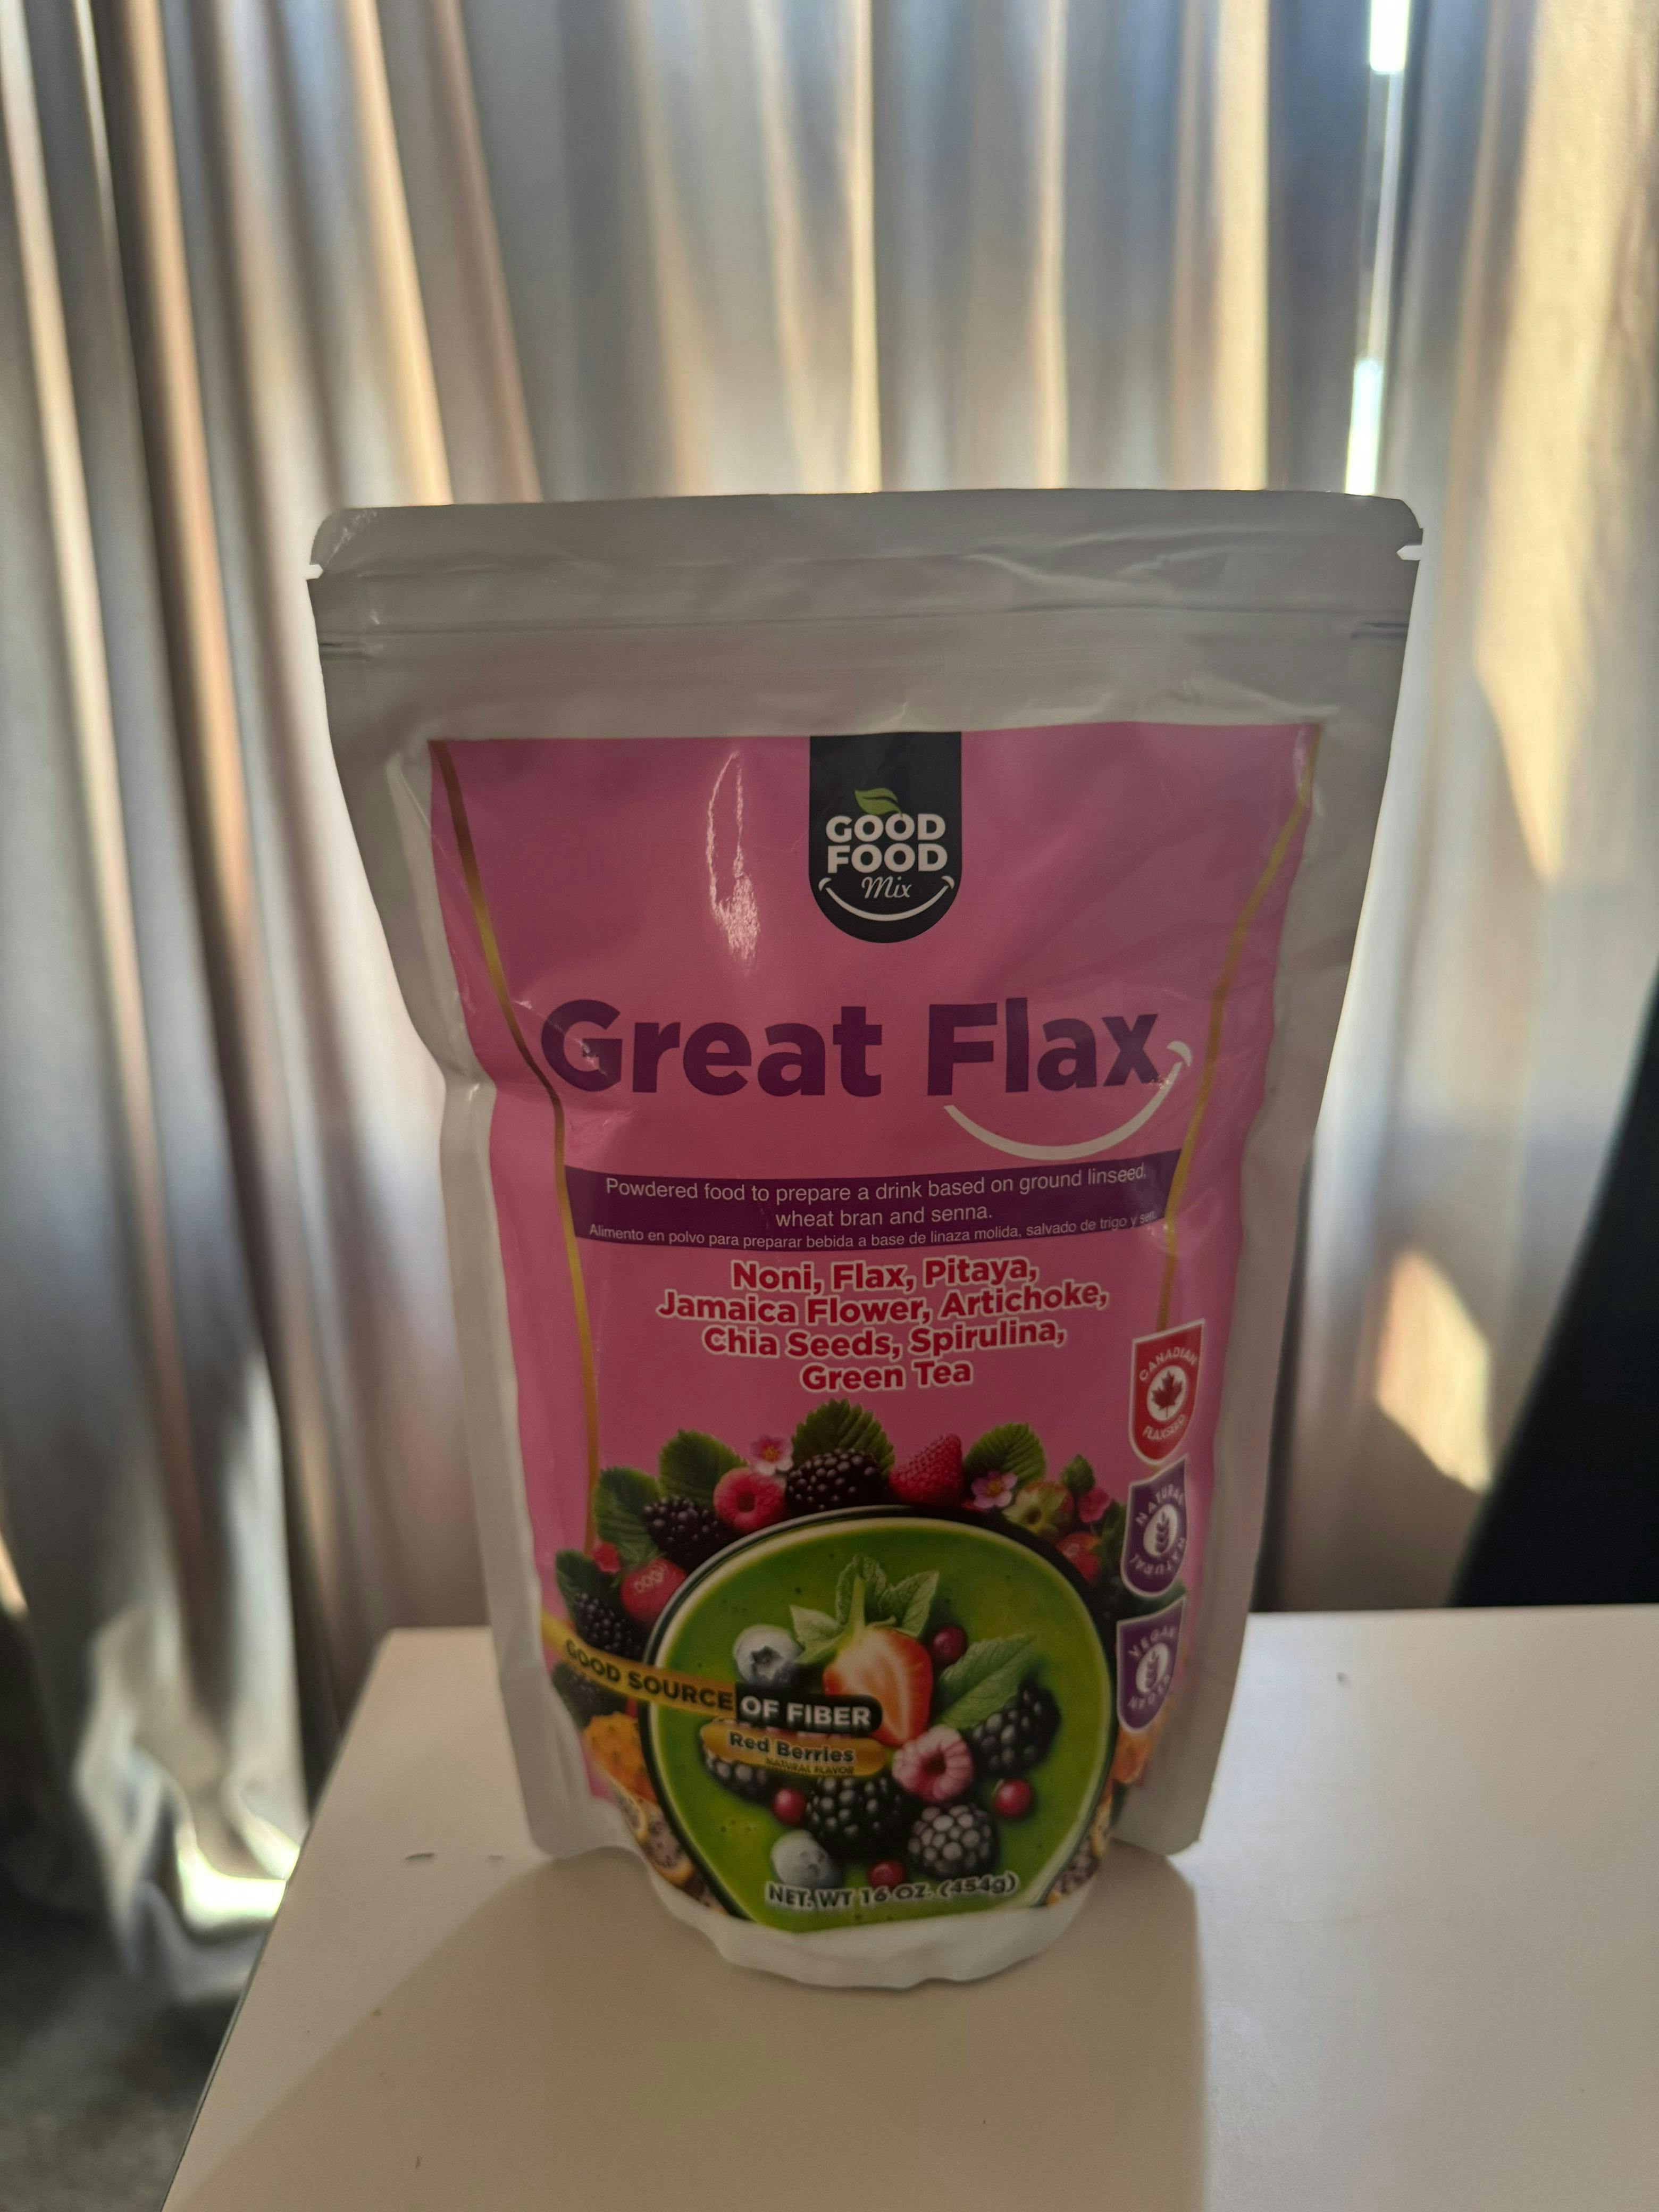 GOOD
FOOD
Mix
Great Flax
Powdered food to prepare a drink based on ground linseed,
wheat bran and senna.
Alimento en polvo para preparar bebida a base de linaza molida, salvado de trigo y
Noni, Flax, Pitaya,
Jamaica Flower, Artichoke,
Chia Seeds, Spirulina,
Green Tea
CANADIAN
FLAXSEED
NATURAL
NATURAL
VEGAN
VEGAN
GOOD SOURCE OF FIBER
Red Berries
NATURAL FLAVOR
NET. WT 16 OZ. (454g)